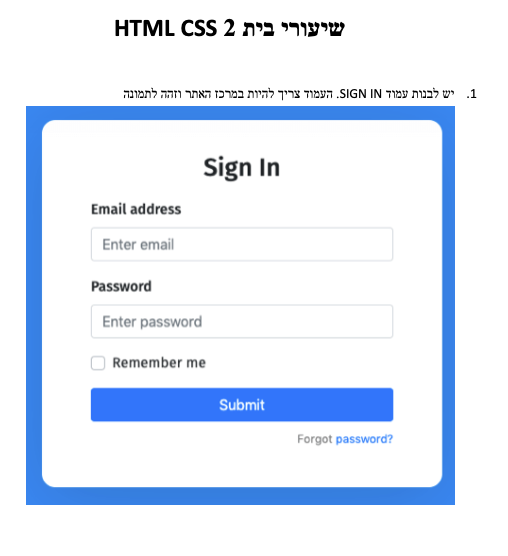 שיעורי בית 2 HTML CSS
1. יש לבנות עמוד SIGN IN. העמוד צריך להיות במרכז האתר וזהה לתמונה
Sign In
Email address
Enter email
Password
Enter password
Remember me
Submit
Forgot password?